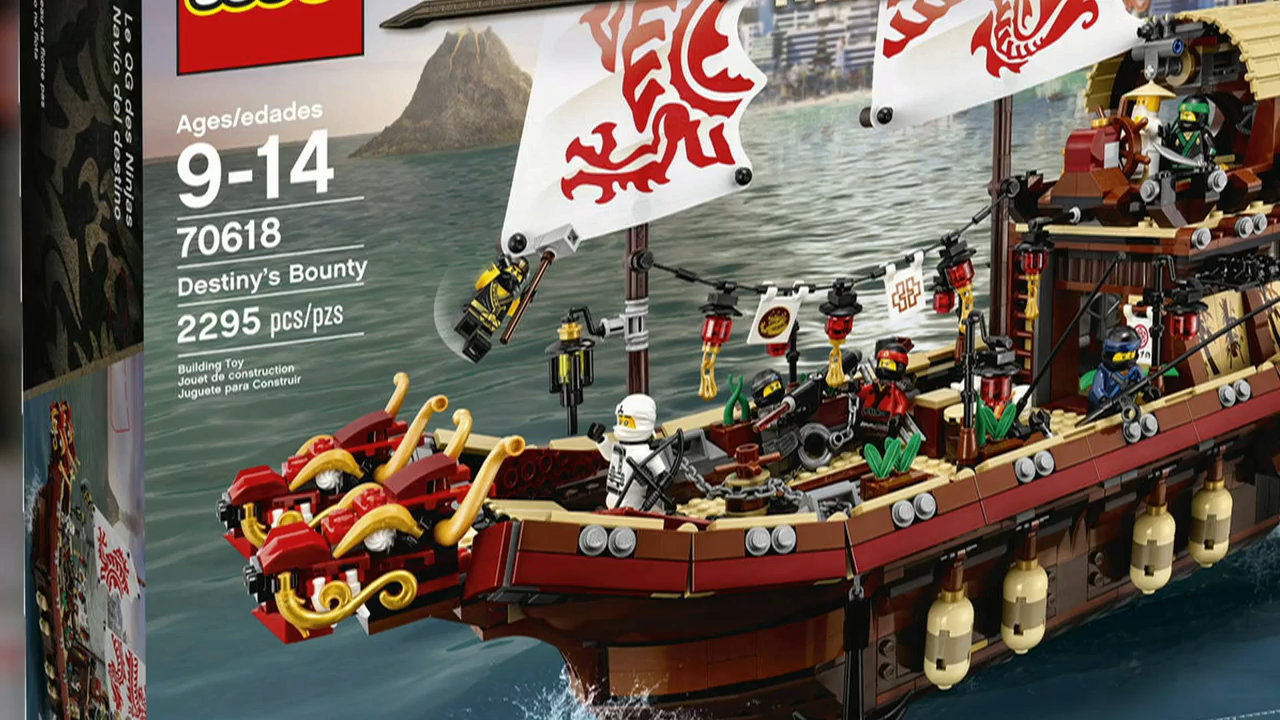 Ages/edades
9-14
70618
Destiny's Bounty
2295 pcs/pzs
Building Toy
Jouet de construction
Juguete para Construir
Le QG des Ninjas
Navío del destino